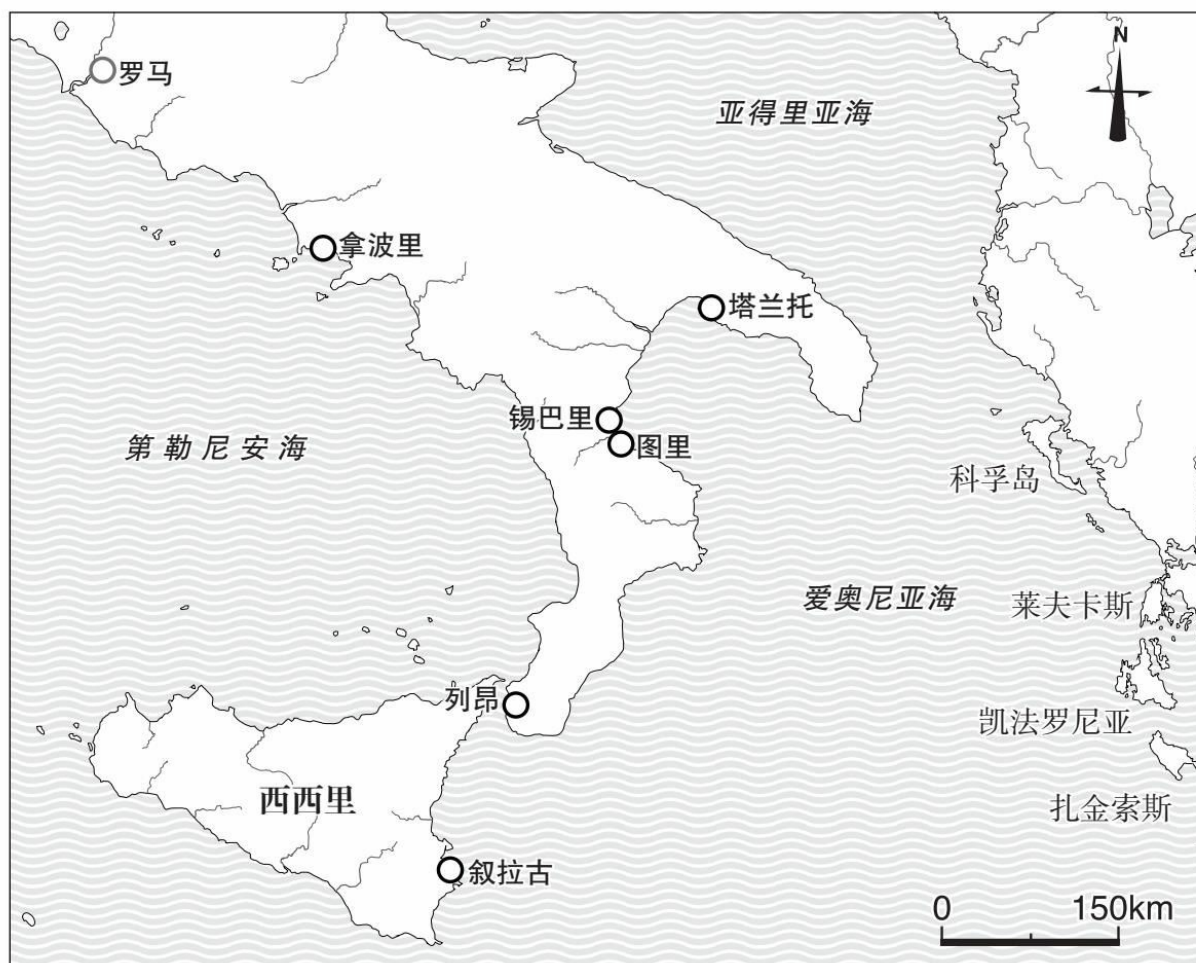 罗马
N
亚得里亚海
拿波里
塔兰托
锡巴里
图里
第勒尼安海
科孚岛
爱奥尼亚海
莱夫卡斯
列昂
凯法罗尼亚
西西里
扎金索斯
叙拉古
0 150km